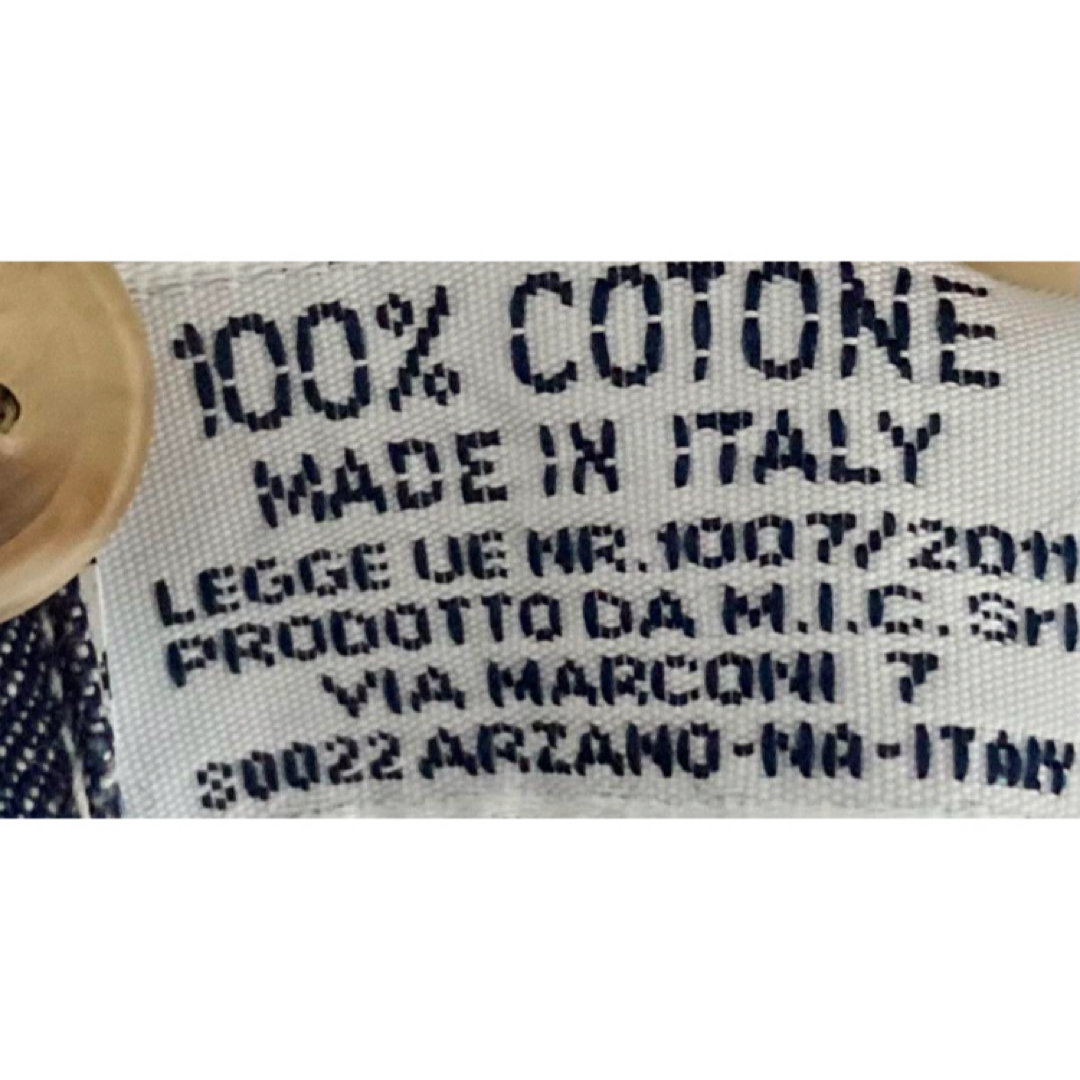 100% COTONE
MADE IN ITALY
LEGGE UE NR.1007/2011
PRODOTTO DA M.I.C. Srl
VIA MARCONI 7
80022 ARZANO-NA-ITALY